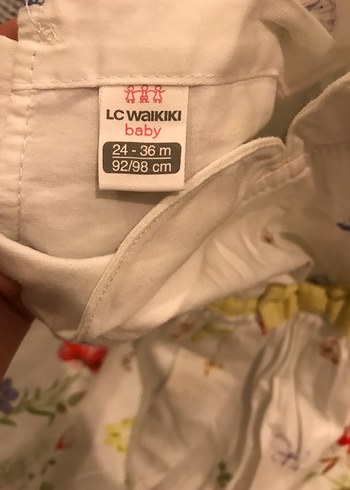 LC WAIKIKI
baby
24 - 36 m
92/98 cm